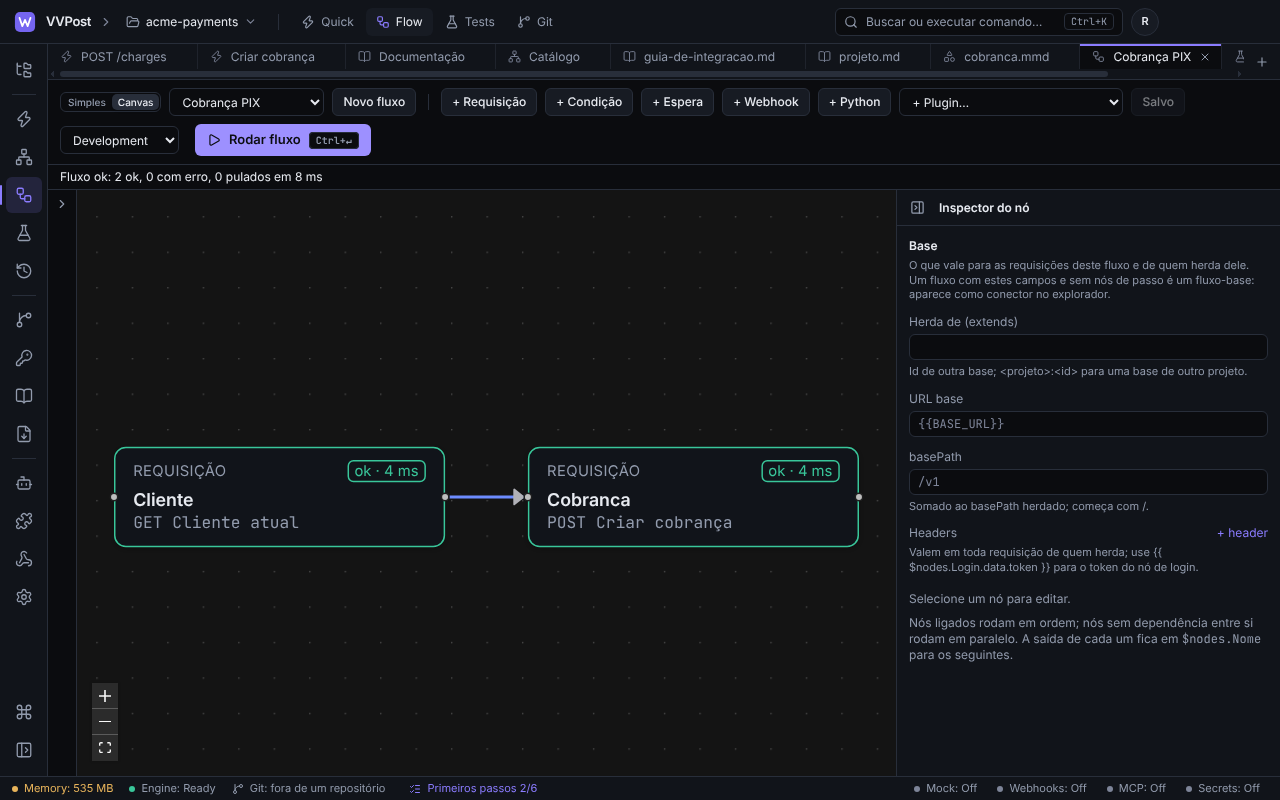 W VVPost acme-payments Quick Flow Tests Git Buscar ou executar comando... Ctrl+K R
POST /charges Criar cobrança Documentação Catálogo guia-de-integracao.md projeto.md cobranca.mmd Cobrança PIX
Simples Canvas Cobrança PIX Novo fluxo + Requisição + Condição + Espera + Webhook + Python + Plugin... Salvo
Development Rodar fluxo Ctrl+↵
Fluxo ok: 2 ok, 0 com erro, 0 pulados em 8 ms
REQUISIÇÃO ok · 4 ms
Cliente
GET Cliente atual
REQUISIÇÃO ok · 4 ms
Cobranca
POST Criar cobrança
Inspector do nó
Base
O que vale para as requisições deste fluxo e de quem herda dele.
Um fluxo com estes campos e sem nós de passo é um fluxo-base:
aparece como conector no explorador.
Herda de (extends)
Id de outra base; <projeto>:<id> para uma base de outro projeto.
URL base
{{BASE_URL}}
basePath
/v1
Somado ao basePath herdado; começa com /.
Headers + header
Valem em toda requisição de quem herda; use {{
$nodes.Login.data.token }} para o token do nó de login.
Selecione um nó para editar.
Nós ligados rodam em ordem; nós sem dependência entre si
rodam em paralelo. A saída de cada um fica em $nodes.Nome
para os seguintes.
Memory: 535 MB Engine: Ready Git: fora de um repositório Primeiros passos 2/6 Mock: Off Webhooks: Off MCP: Off Secrets: Off